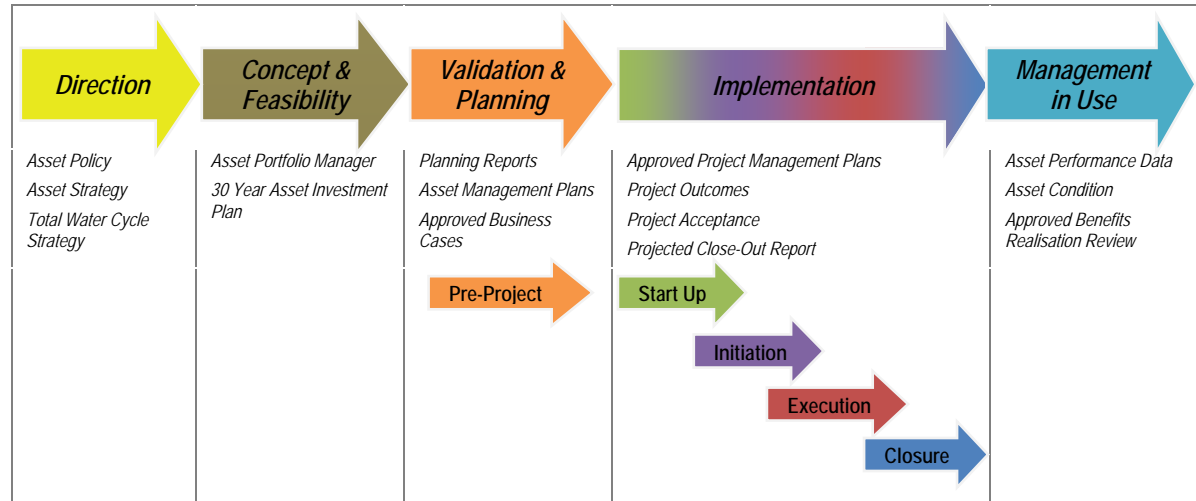 Direction
Concept &
Feasibility
Validation &
Planning
Implementation
Management
in Use
Asset Policy
Asset Strategy
Total Water Cycle
Strategy
Asset Portfolio Manager
30 Year Asset Investment
Plan
Planning Reports
Asset Management Plans
Approved Business
Cases
Approved Project Management Plans
Project Outcomes
Project Acceptance
Projected Close-Out Report
Asset Performance Data
Asset Condition
Approved Benefits
Realisation Review
Pre-Project
Start Up
Initiation
Execution
Closure